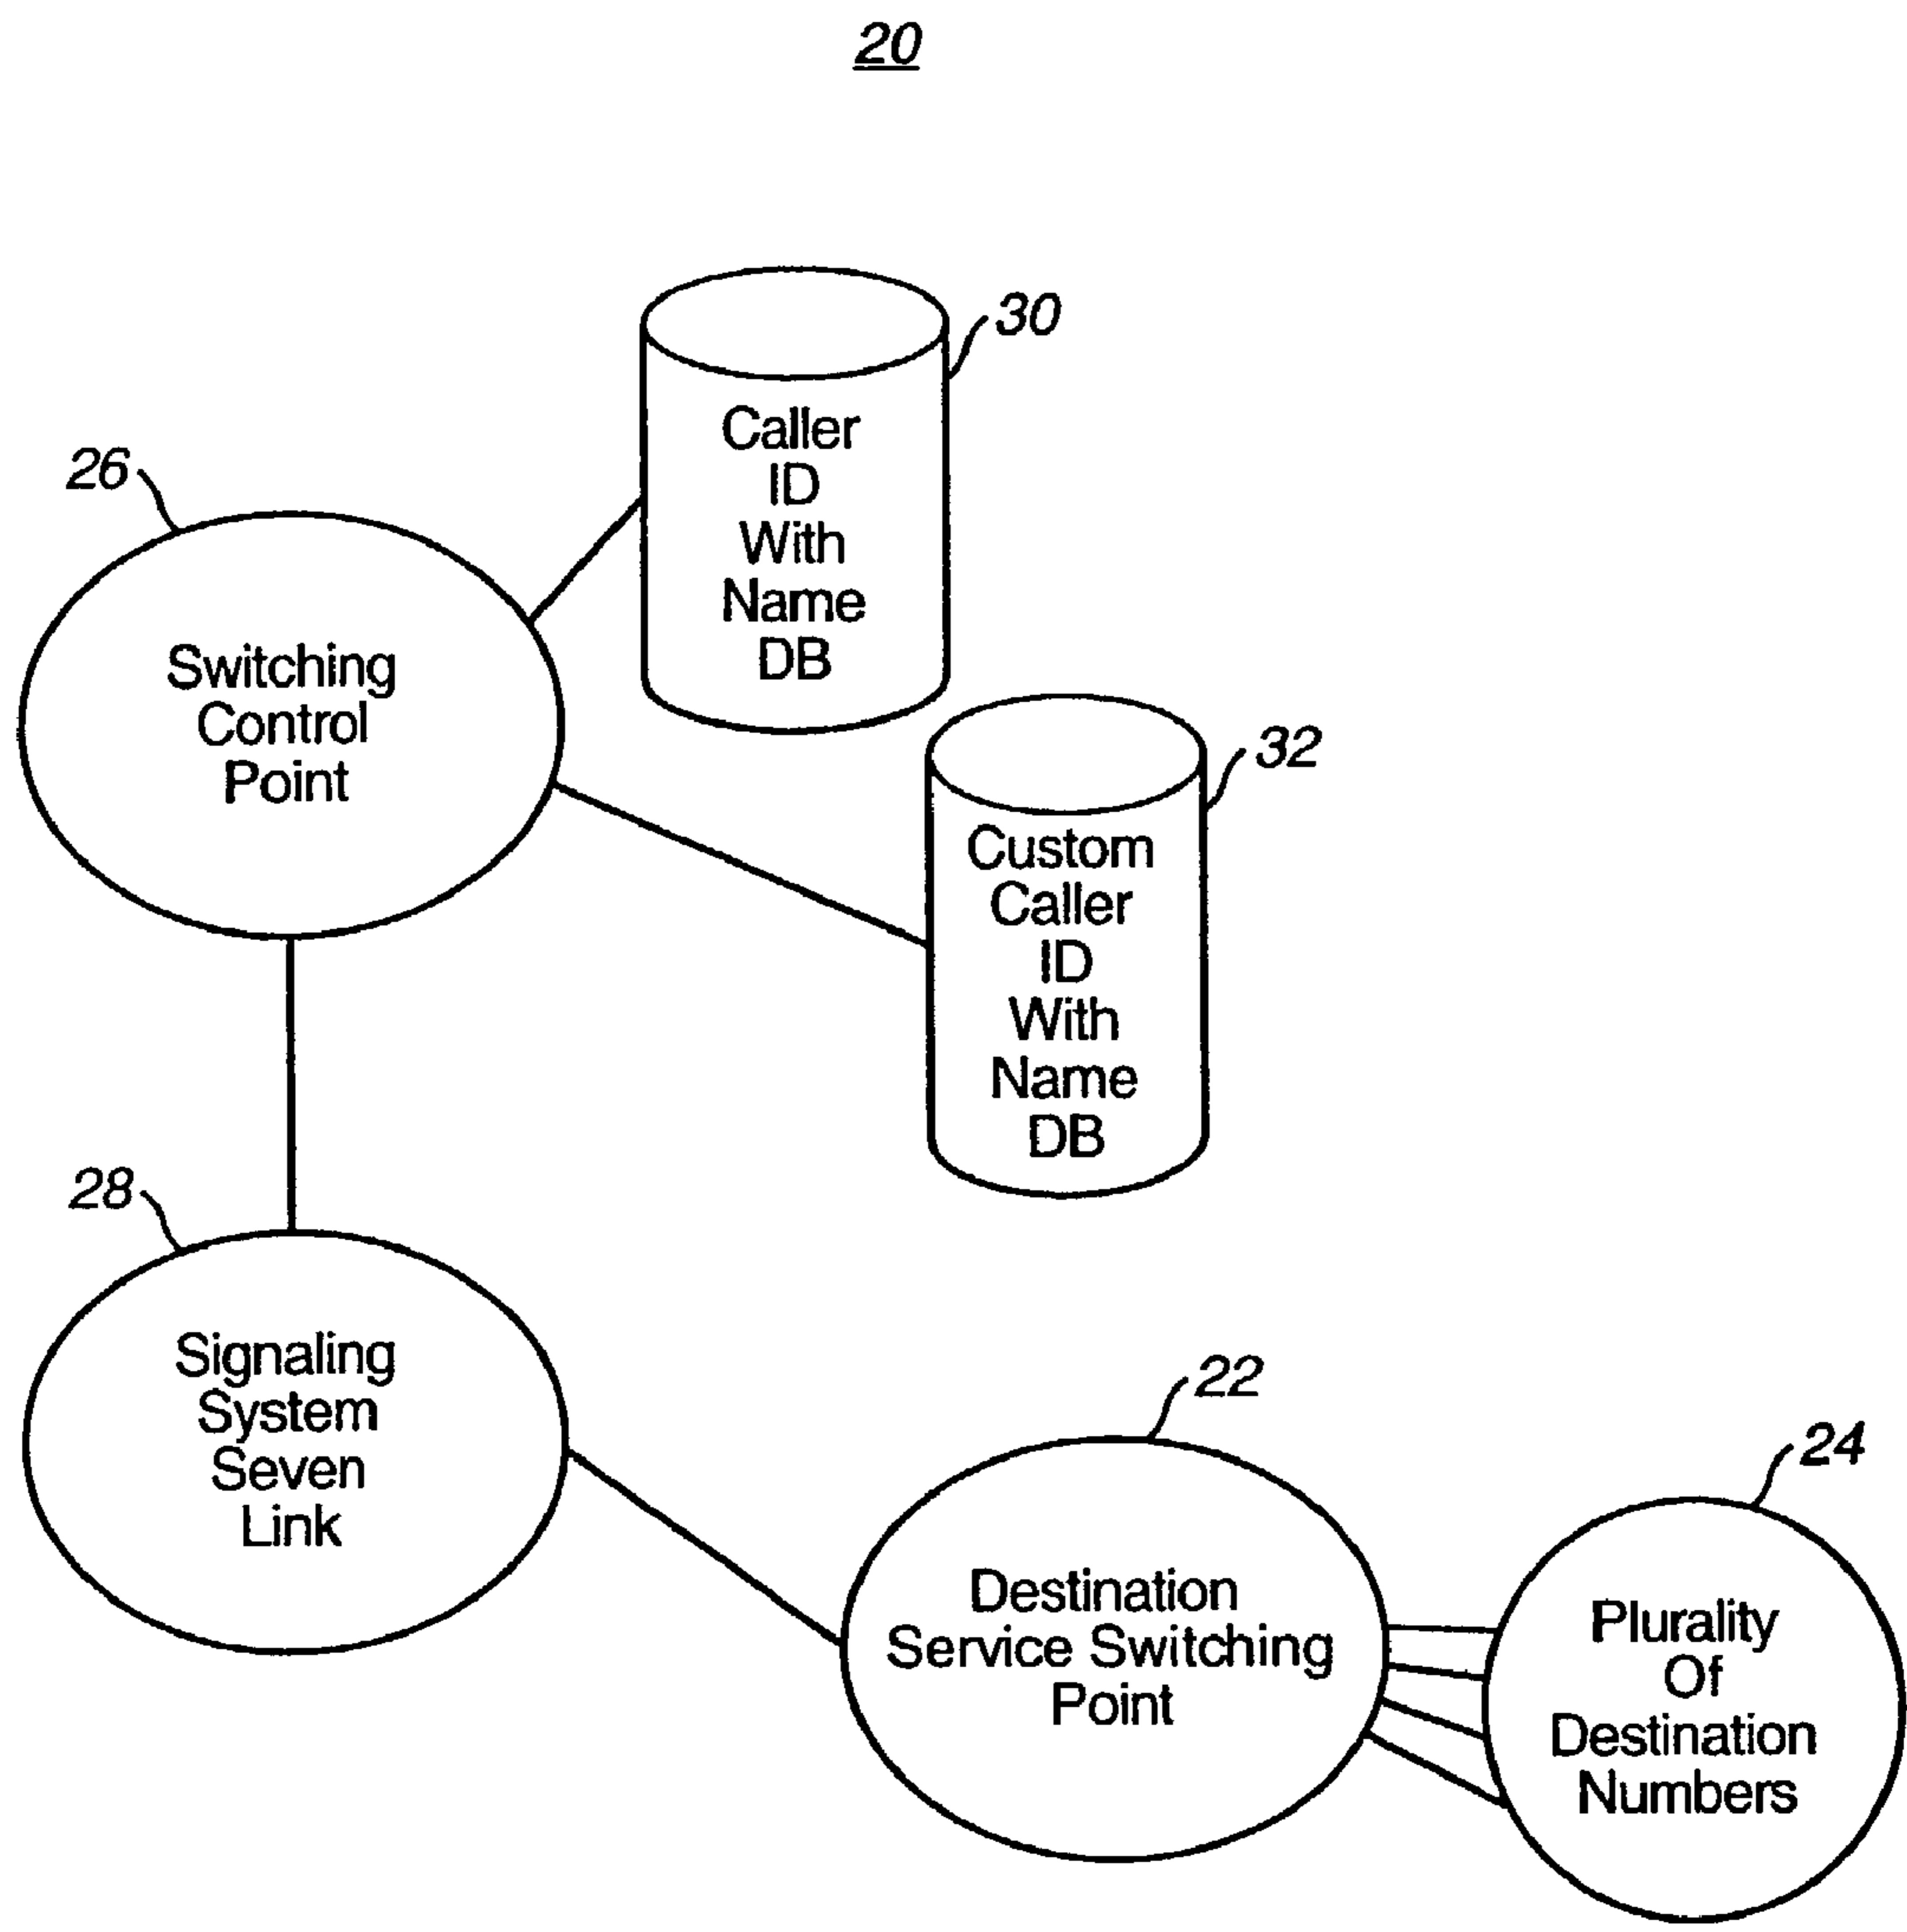 20
30
Caller
ID
With
Name
DB
26
Switching
Control
Point
32
Custom
Caller
ID
With
Name
DB
28
Signaling
System
Seven
Link
22
Destination
Service Switching
Point
24
Plurality
Of
Destination
Numbers